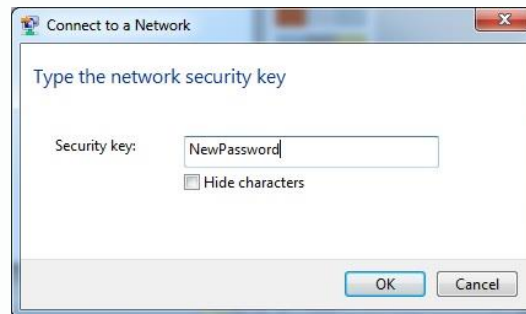 Connect to a Network
Type the network security key
Security key: NewPassword
Hide characters
OK Cancel